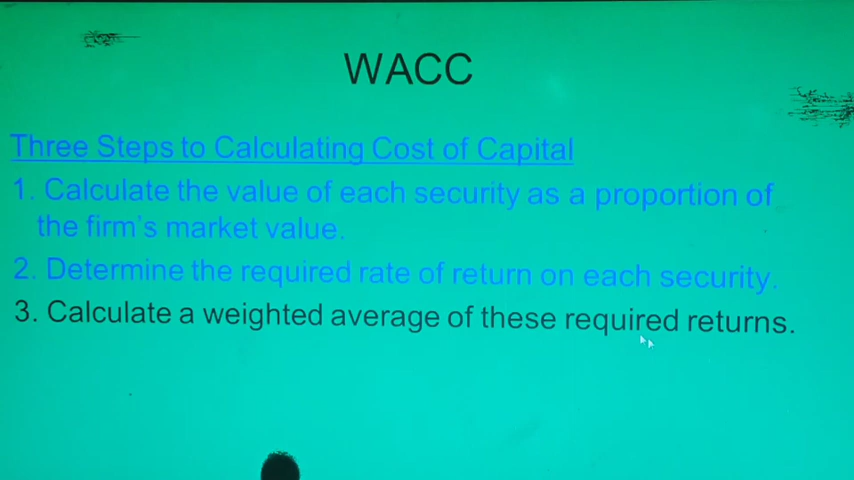 WACC
Three Steps to Calculating Cost of Capital
1. Calculate the value of each security as a proportion of
the firm's market value.
2. Determine the required rate of return on each security.
3. Calculate a weighted average of these required returns.